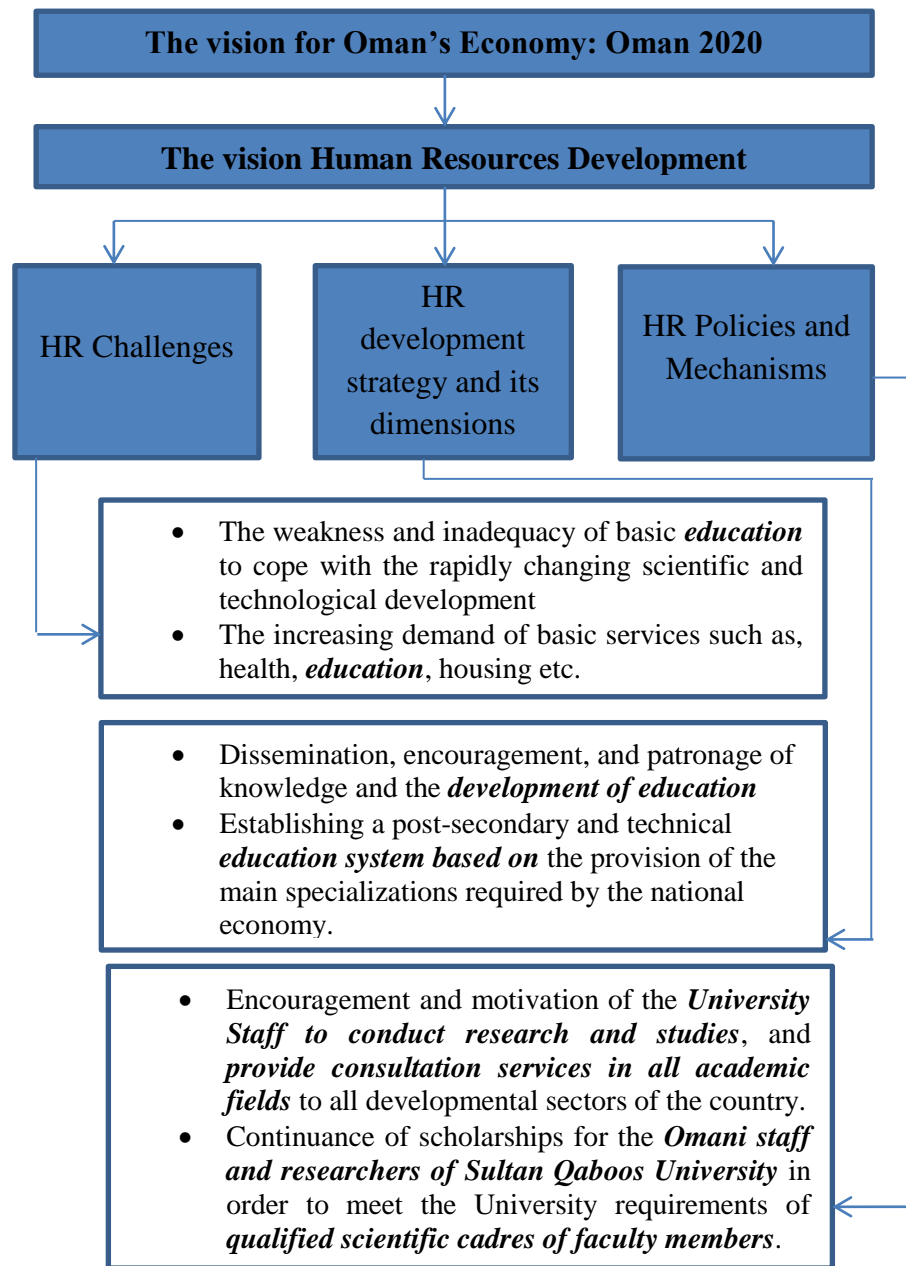 The vision for Oman's Economy: Oman 2020
The vision Human Resources Development
HR Challenges
HR
development
strategy and its
dimensions
HR Policies and
Mechanisms
• The weakness and inadequacy of basic education
to cope with the rapidly changing scientific and
technological development
• The increasing demand of basic services such as,
health, education, housing etc.
• Dissemination, encouragement, and patronage of
knowledge and the development of education
• Establishing a post-secondary and technical
education system based on the provision of the
main specializations required by the national
economy.
• Encouragement and motivation of the University
Staff to conduct research and studies, and
provide consultation services in all academic
fields to all developmental sectors of the country.
• Continuance of scholarships for the Omani staff
and researchers of Sultan Qaboos University in
order to meet the University requirements of
qualified scientific cadres of faculty members.